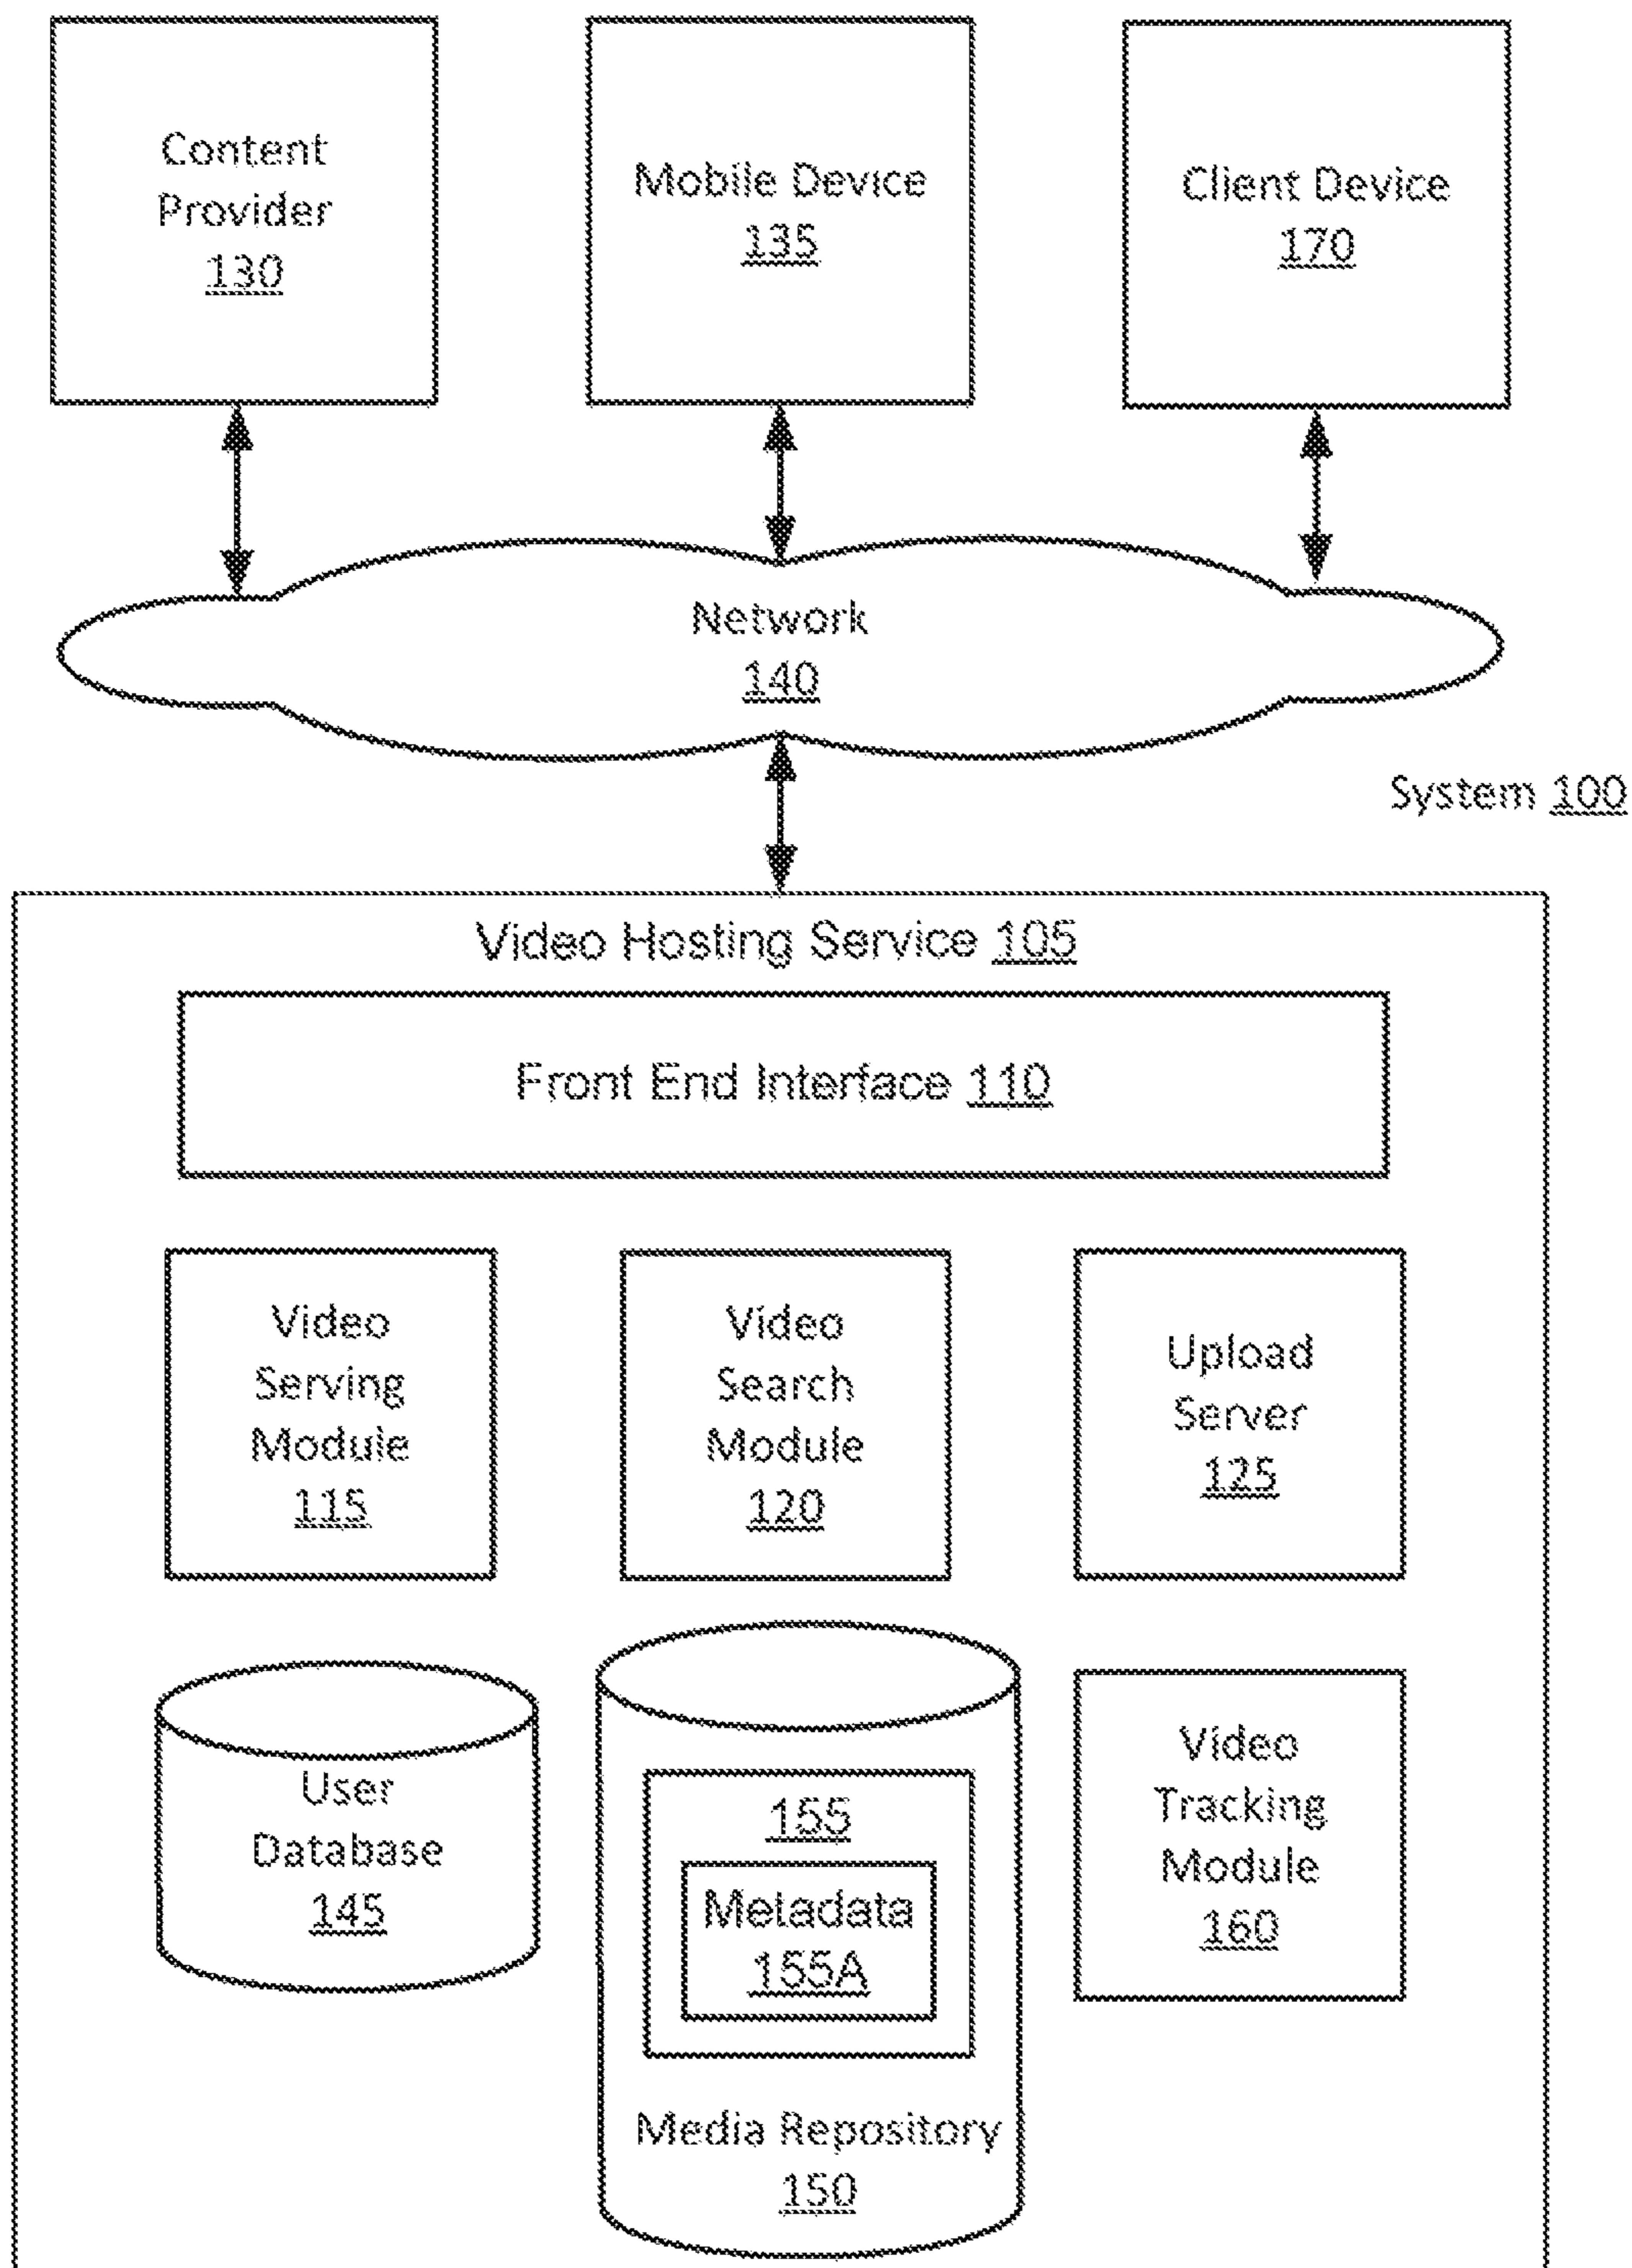 Content
Provider
130
Mobile Device
135
Client Device
170
Network
140
System 100
Video Hosting Service 105
Front End Interface 110
Video
Serving
Module
115
Video
Search
Module
120
Upload
Server
125
User
Database
145
155
Metadata
155A
Media Repository
150
Video
Tracking
Module
160